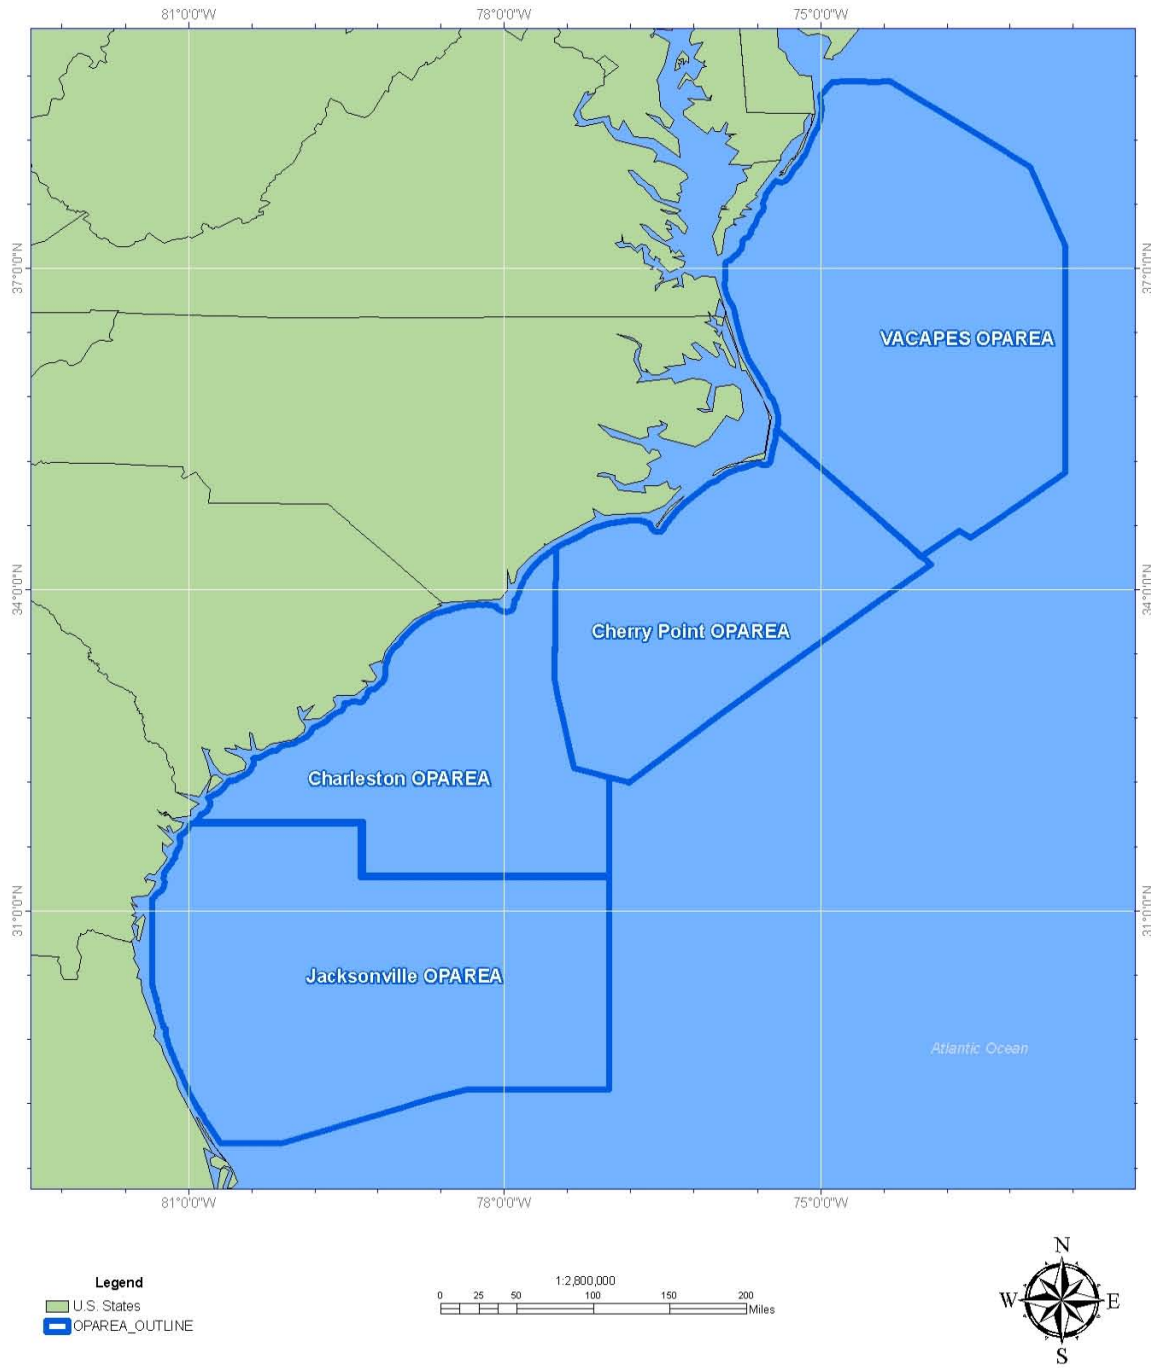 81°0'0"W
78°0'0"W
75°0'0"W
37°0'0"N
37°0'0"N
VACAPES OPAREA
34°0'0"N
34°0'0"N
Cherry Point OPAREA
Charleston OPAREA
31°0'0"N
31°0'0"N
Jacksonville OPAREA
Atlantic Ocean
81°0'0"W
78°0'0"W
75°0'0"W
Legend
U.S. States
OPAREA_OUTLINE
1:2,800,000
0 25 50 100 150 200
Miles
N
W E
S